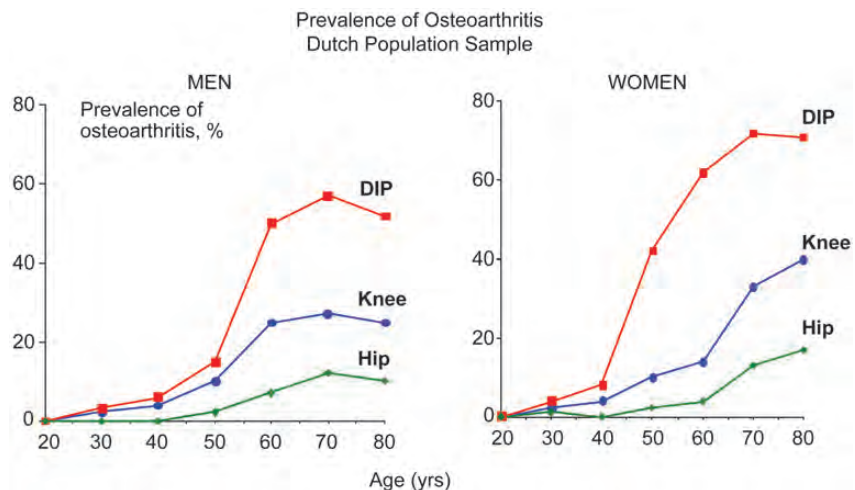 Prevalence of Osteoarthritis
Dutch Population Sample
MEN
Prevalence of
osteoarthritis, %
80
60
40
20
0
DIP
Knee
Hip
20 30 40 50 60 70 80
WOMEN
80
60
40
20
0
DIP
Knee
Hip
20 30 40 50 60 70 80
Age (yrs)